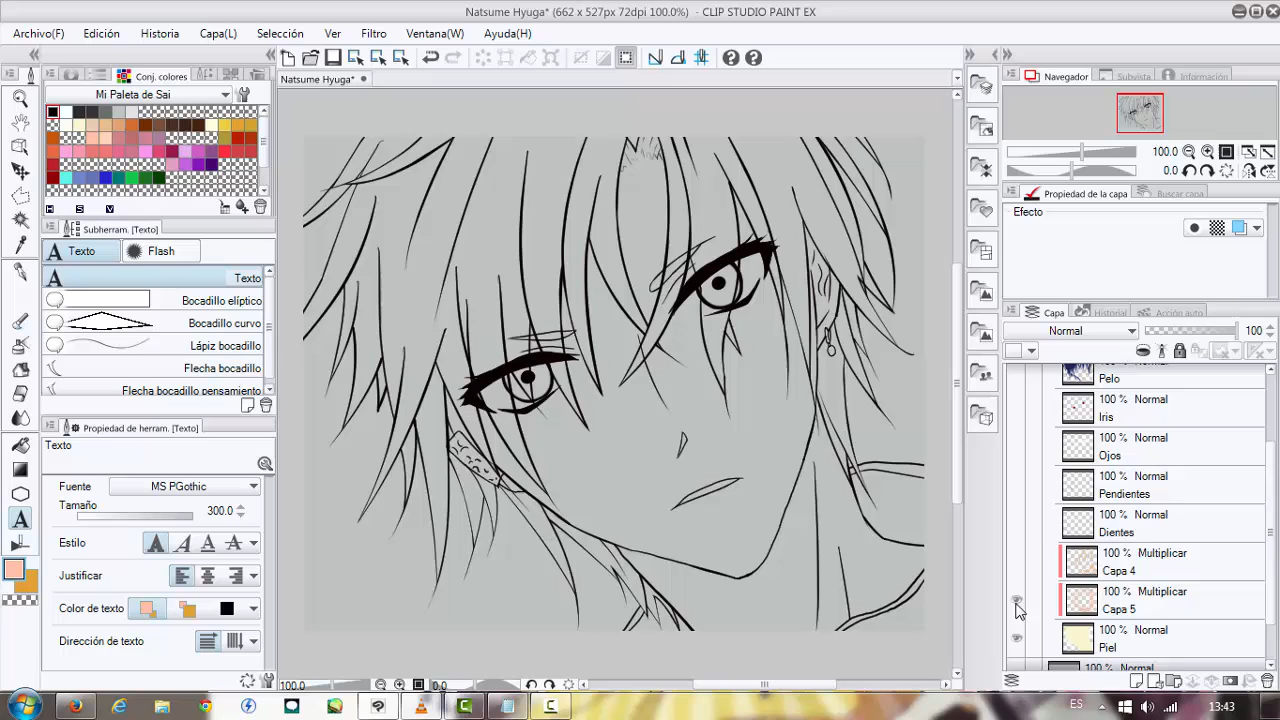 Natsume Hyuga* (662 x 527px 72dpi 100.0%) - CLIP STUDIO PAINT EX
Archivo(F) Edición Historia Capa(L) Selección Ver Filtro Ventana(W) Ayuda(H)
Conj. colores
Natsume Hyuga*
Navegador Subvista Información
Mi Paleta de Sai
100.0
0.0
Propiedad de la capa Buscar capa
Efecto
H S V
Subherram. [Texto]
Texto Flash
Texto
Bocadillo elíptico
Bocadillo curvo
Lápiz bocadillo
Flecha bocadillo
Flecha bocadillo pensamiento
Capa Historial Acción auto
Normal 100
Pelo
100 % Normal
Iris
100 % Normal
Ojos
100 % Normal
Pendientes
100 % Normal
Dientes
100 % Multiplicar
Capa 4
100 % Multiplicar
Capa 5
100 % Normal
Piel
100 % Normal
Propiedad de herram. [Texto]
Texto
Fuente MS PGothic
Tamaño 300.0
Estilo
Justificar
Color de texto
Dirección de texto
100.0 0.0
ES 13:43